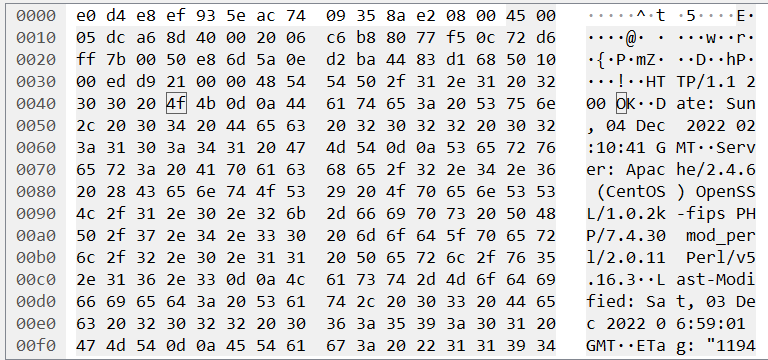 0000 e0 d4 e8 ef 93 5e ac 74 09 35 8a e2 08 00 45 00 ·····^·t ·5····E·
0010 05 dc a6 8d 40 00 20 06 c6 b8 80 77 f5 0c 72 d6 ····@· · ···w··r·
0020 ff 7b 00 50 e8 6d 5a 0e d2 ba 44 83 d1 68 50 10 ·{·P·mZ· ··D··hP·
0030 00 ed d9 21 00 00 48 54 54 50 2f 31 2e 31 20 32 ···!··HT TP/1.1 2
0040 30 30 20 4f 4b 0d 0a 44 61 74 65 3a 20 53 75 6e 00 OK··D ate: Sun
0050 2c 20 30 34 20 44 65 63 20 32 30 32 32 20 30 32 , 04 Dec 2022 02
0060 3a 31 30 3a 34 31 20 47 4d 54 0d 0a 53 65 72 76 :10:41 G MT··Serv
0070 65 72 3a 20 41 70 61 63 68 65 2f 32 2e 34 2e 36 er: Apac he/2.4.6
0080 20 28 43 65 6e 74 4f 53 29 20 4f 70 65 6e 53 53 (CentOS ) OpenSS
0090 4c 2f 31 2e 30 2e 32 6b 2d 66 69 70 73 20 50 48 L/1.0.2k -fips PH
00a0 50 2f 37 2e 34 2e 33 30 20 6d 6f 64 5f 70 65 72 P/7.4.30 mod_per
00b0 6c 2f 32 2e 30 2e 31 31 20 50 65 72 6c 2f 76 35 l/2.0.11 Perl/v5
00c0 2e 31 36 2e 33 0d 0a 4c 61 73 74 2d 4d 6f 64 69 .16.3··L ast-Modi
00d0 66 69 65 64 3a 20 53 61 74 2c 20 30 33 20 44 65 fied: Sa t, 03 De
00e0 63 20 32 30 32 32 20 30 36 3a 35 39 3a 30 31 20 c 2022 0 6:59:01
00f0 47 4d 54 0d 0a 45 54 61 67 3a 20 22 31 31 39 34 GMT··ETa g: "1194